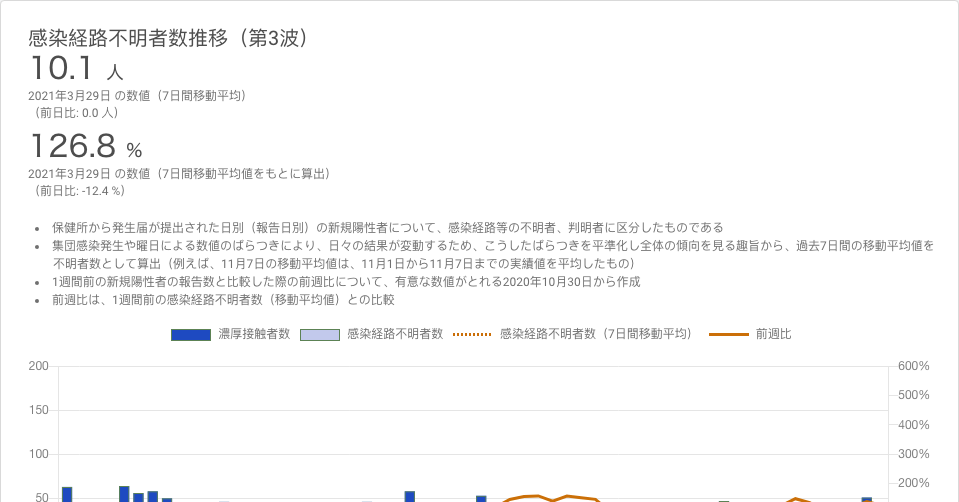 感染経路不明者数推移（第3波）
10.1 人
2021年3月29日 の数値（7日間移動平均）
（前日比: 0.0 人）
126.8 %
2021年3月29日 の数値（7日間移動平均値をもとに算出）
（前日比: -12.4 %）
• 保健所から発生届が提出された日別（報告日別）の新規陽性者について、感染経路等の不明者、判明者に区分したものである
• 集団感染発生や曜日による数値のばらつきにより、日々の結果が変動するため、こうしたばらつきを平準化し全体の傾向を見る趣旨から、過去7日間の移動平均値を
不明者数として算出（例えば、11月7日の移動平均値は、11月1日から11月7日までの実績値を平均したもの）
• 1週間前の新規陽性者の報告数と比較した際の前週比について、有意な数値がとれる2020年10月30日から作成
• 前週比は、1週間前の感染経路不明者数（移動平均値）との比較
濃厚接触者数 感染経路不明者数 感染経路不明者数（7日間移動平均） 前週比
200 600%
500%
150
400%
100 300%
200%
50